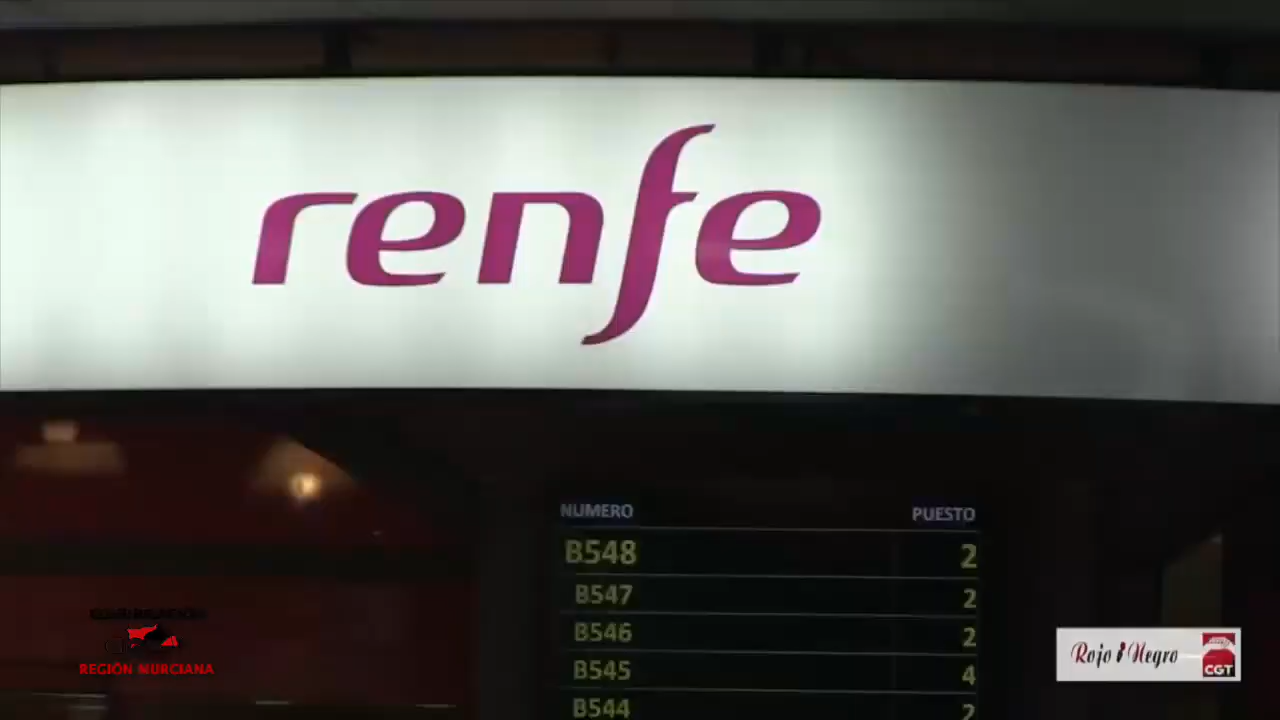 renfe
NUMERO PUESTO
B548 2
B547 2
B546 2
B545 4
B544 2
REGIÓN MURCIANA
Rojo i Negro
CGT